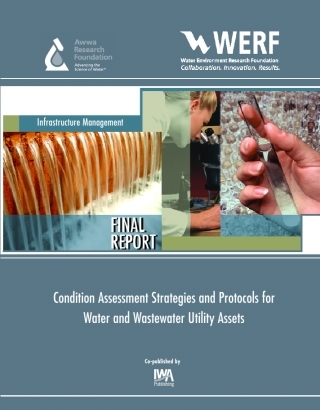 Awwa
Research
Foundation
Advancing the
Science of Water™
WERF
Water Environment Research Foundation
Collaboration. Innovation. Results.
Infrastructure Management
FINAL
REPORT
Condition Assessment Strategies and Protocols for
Water and Wastewater Utility Assets
Co-published by
IWA
Publishing